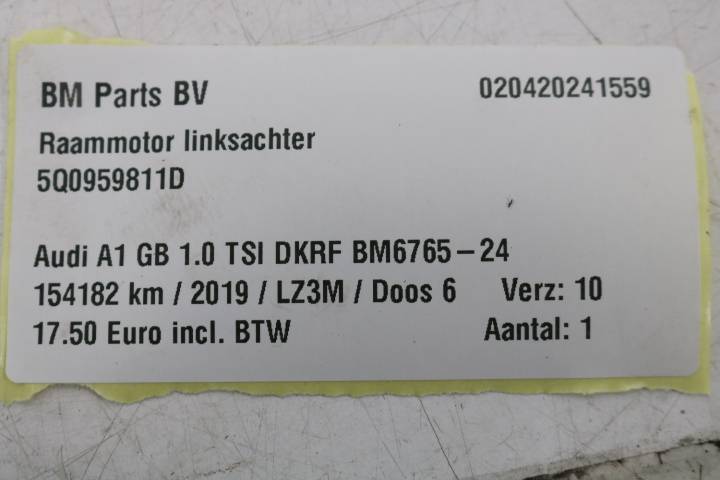 BM Parts BV 020420241559
Raammotor linksachter
5Q0959811D
Audi A1 GB 1.0 TSI DKRF BM6765-24
154182 km / 2019 / LZ3M / Doos 6 Verz: 10
17.50 Euro incl. BTW Aantal: 1